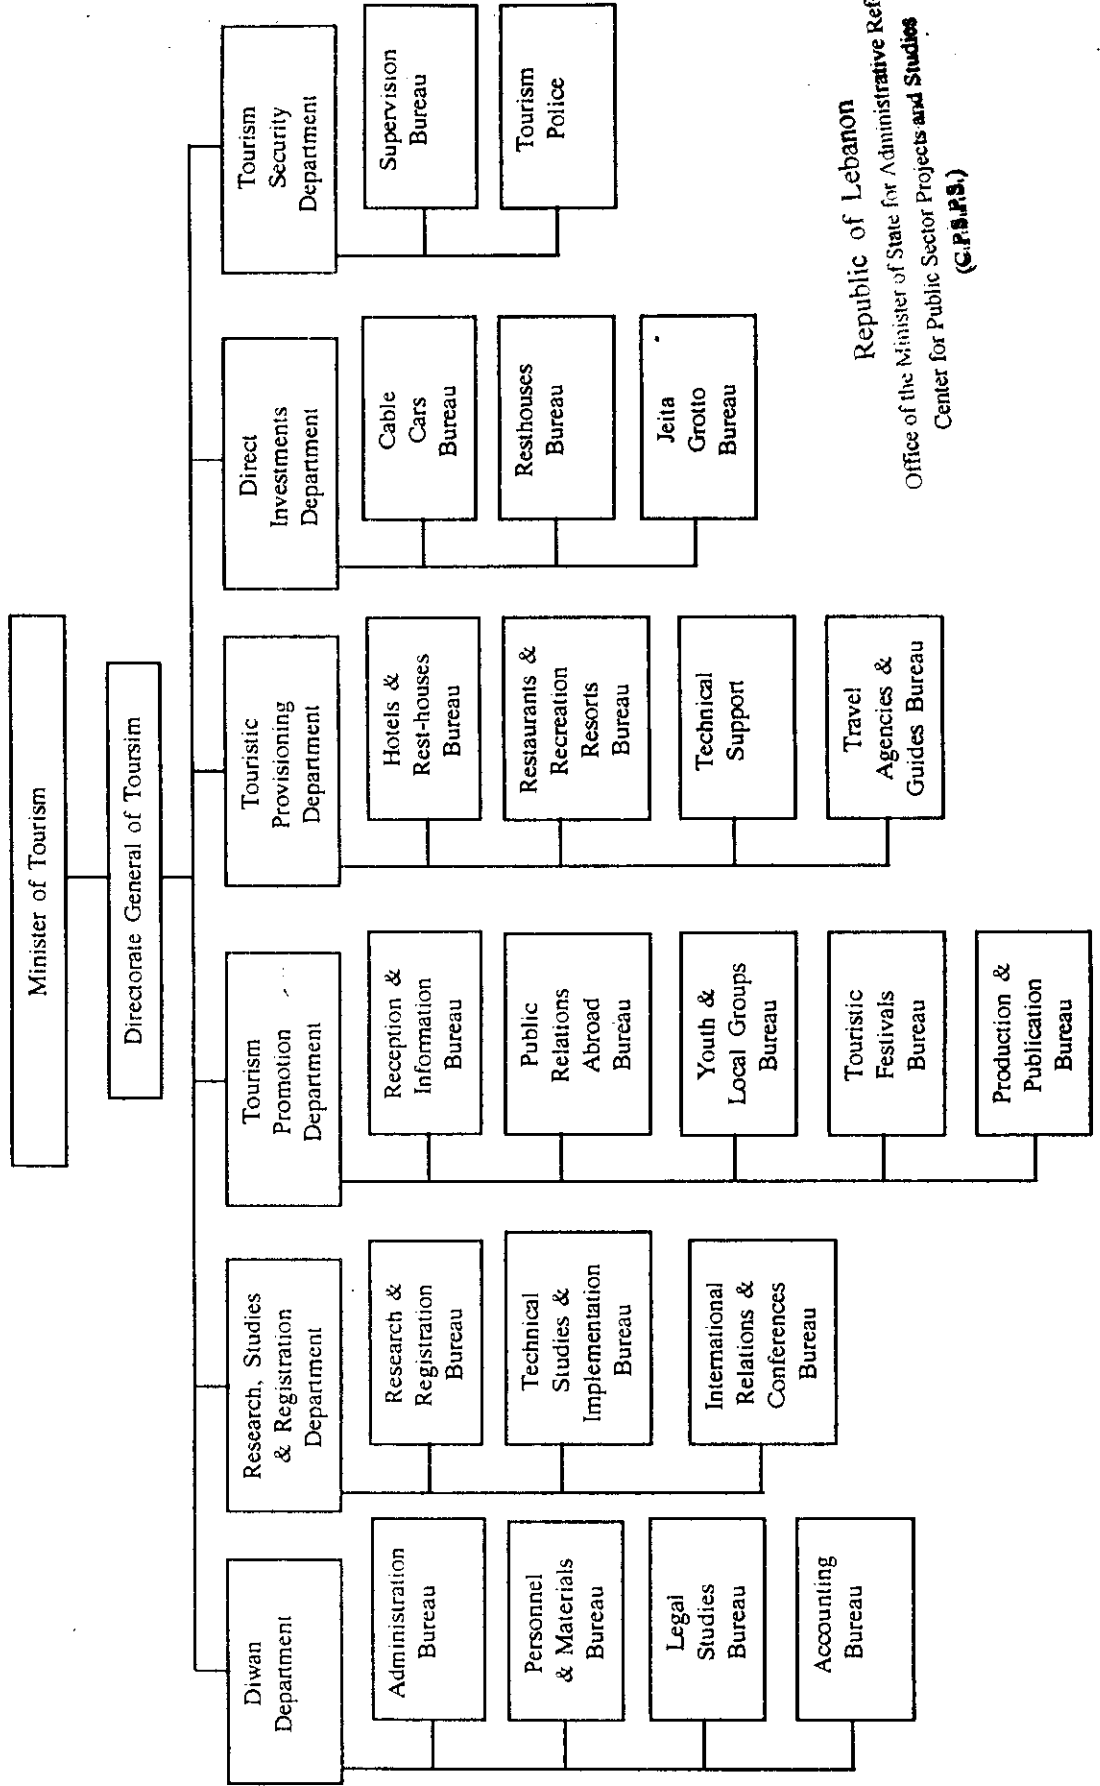 Minister of Tourism
Directorate General of Toursim
Diwan
Department
Administration
Bureau
Personnel
& Materials
Bureau
Legal
Studies
Bureau
Accounting
Bureau
Research, Studies
& Registration
Department
Research &
Registration
Bureau
Technical
Studies &
Implementation
Bureau
International
Relations &
Conferences
Bureau
Tourism
Promotion
Department
Reception &
Information
Bureau
Public
Relations
Abroad
Bureau
Youth &
Local Groups
Bureau
Touristic
Festivals
Bureau
Production &
Publication
Bureau
Touristic
Provisioning
Department
Hotels &
Rest-houses
Bureau
Restaurants &
Recreation
Resorts
Bureau
Technical
Support
Travel
Agencies &
Guides Bureau
Direct
Investments
Department
Cable
Cars
Bureau
Resthouses
Bureau
Jeita
Grotto
Bureau
Tourism
Security
Department
Supervision
Bureau
Tourism
Police
Republic of Lebanon
Office of the Minister of State for Administrative Ref
Center for Public Sector Projects and Studies
(C.P.S.P.S.)